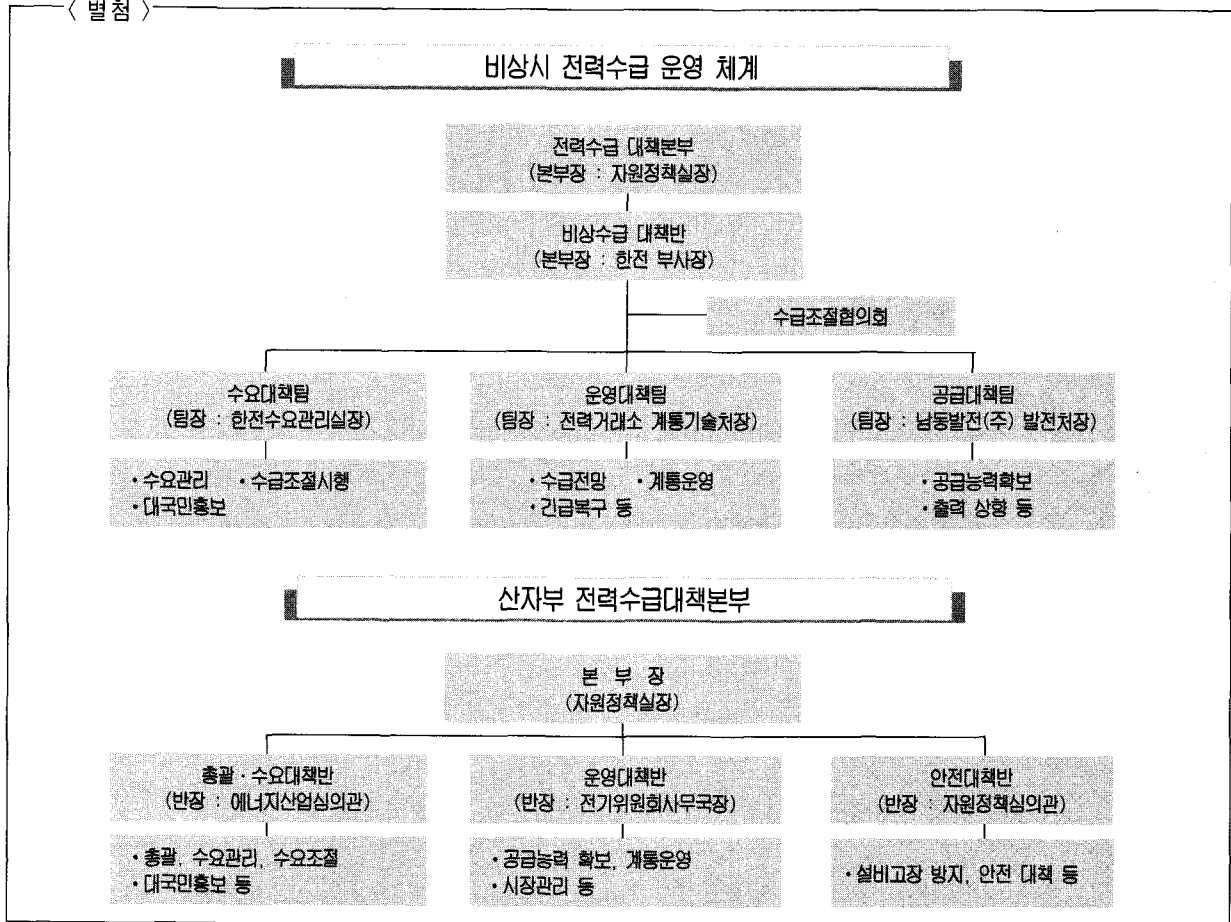 〈 별첨 〉
비상시 전력수급 운영 체계
전력수급 대책본부
(본부장 : 자원정책실장)
비상수급 대책반
(본부장 : 한전 부사장)
수급조절협의회
수요대책팀
(팀장 : 한전수요관리실장)
운영대책팀
(팀장 : 전력거래소 계통기술처장)
공급대책팀
(팀장 : 남동발전(주) 발전처장)
·수요관리 ·수급조절시행
·대국민홍보
·수급전망 ·계통운영
·긴급복구 등
·공급능력확보
·출력 상향 등
산자부 전력수급대책본부
본 부 장
(자원정책실장)
총괄·수요대책반
(반장 : 에너지산업심의관)
운영대책반
(반장 : 전기위원회사무국장)
안전대책반
(반장 : 자원정책심의관)
·총괄, 수요관리, 수요조절
·대국민홍보 등
·공급능력 확보, 계통운영
·시장관리 등
·설비고장 방지, 안전 대책 등